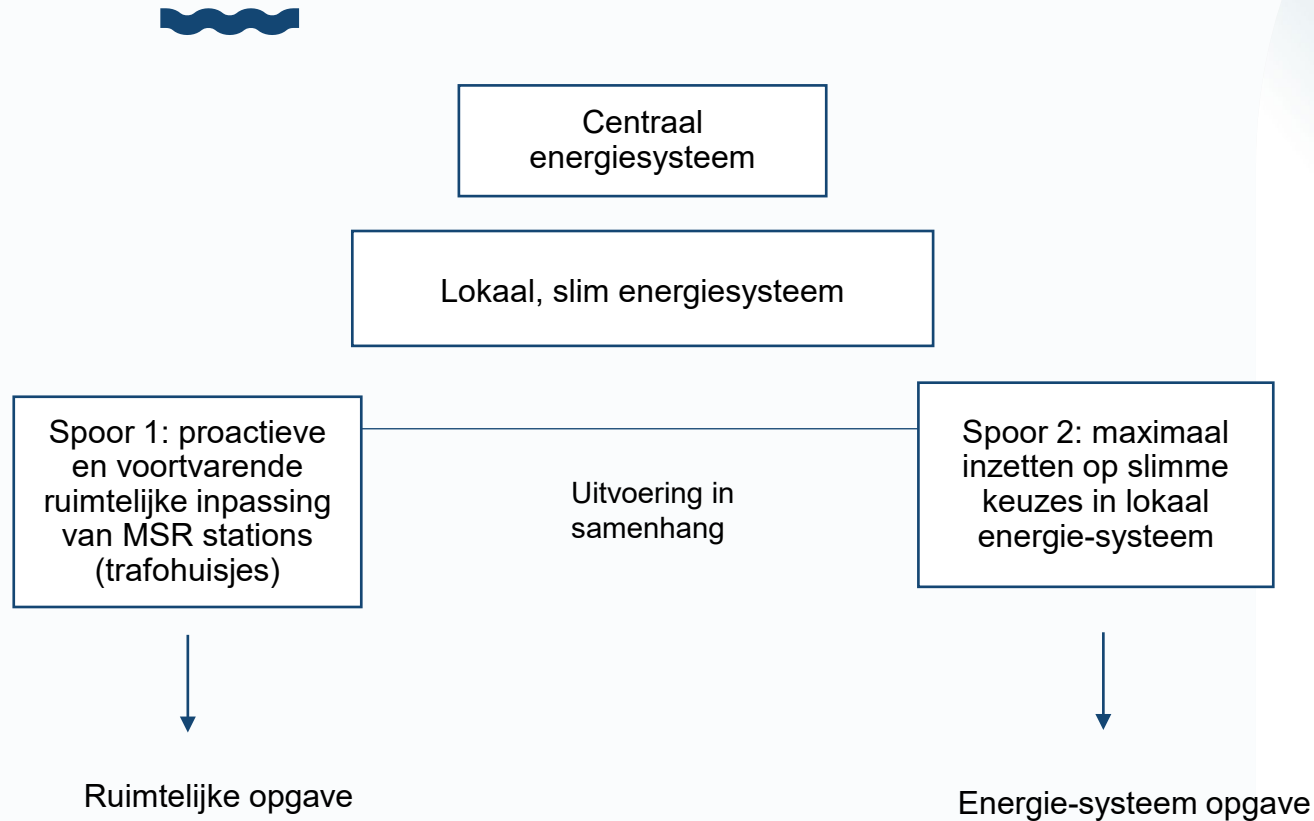 Centraal
energiesysteem
Lokaal, slim energiesysteem
Spoor 1: proactieve
en voortvarende
ruimtelijke inpassing
van MSR stations
(trafohuisjes)
Uitvoering in
samenhang
Spoor 2: maximaal
inzetten op slimme
keuzes in lokaal
energie-systeem
Ruimtelijke opgave
Energie-systeem opgave